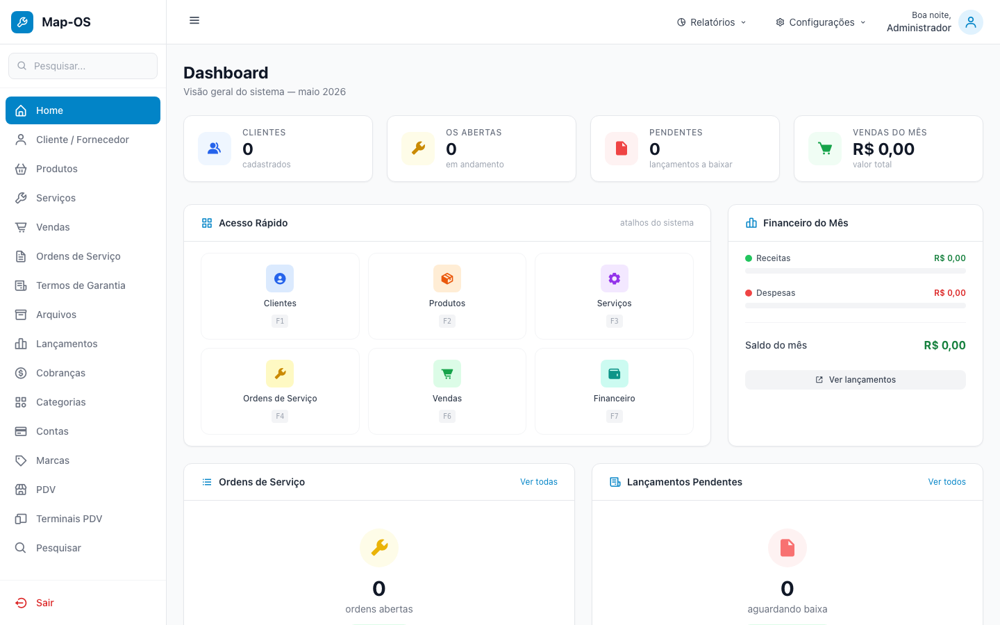 Map-OS
Pesquisar...
Home
Cliente / Fornecedor
Produtos
Serviços
Vendas
Ordens de Serviço
Termos de Garantia
Arquivos
Lançamentos
Cobranças
Categorias
Contas
Marcas
PDV
Terminais PDV
Pesquisar
Sair
Relatórios
Configurações
Boa noite,
Administrador
Dashboard
Visão geral do sistema — maio 2026
CLIENTES
0
cadastrados
OS ABERTAS
0
em andamento
PENDENTES
0
lançamentos a baixar
VENDAS DO MÊS
R$ 0,00
valor total
Acesso Rápido
atalhos do sistema
Clientes
F1
Produtos
F2
Serviços
F3
Ordens de Serviço
F4
Vendas
F6
Financeiro
F7
Financeiro do Mês
Receitas R$ 0,00
Despesas R$ 0,00
Saldo do mês R$ 0,00
Ver lançamentos
Ordens de Serviço
Ver todas
0
ordens abertas
Lançamentos Pendentes
Ver todos
0
aguardando baixa